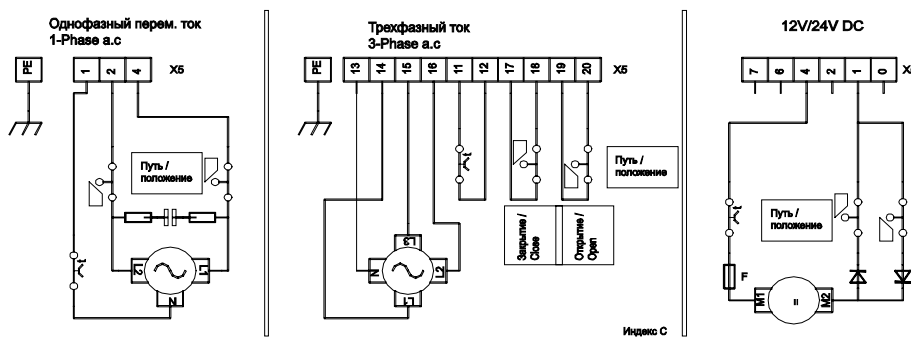 Однофазный перем. ток
1-Phase a.c
PE
1 2 4
X5
Путь /
положение
t
L2
L1
N
Трехфазный ток
3-Phase a.c
PE
13 14 15 16 11 12 17 18 19 20
X5
t
Путь /
положение
Закрытие /
Close
Открытие /
Open
L3
N
L2
L1
Индекс C
12V/24V DC
7 6 4 2 1 0
X
t
Путь /
положение
F
M1
M2